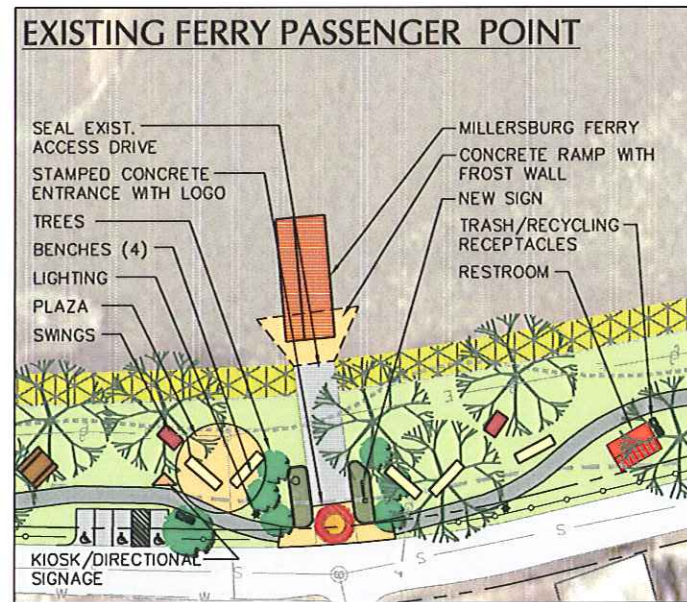 EXISTING FERRY PASSENGER POINT
SEAL EXIST.
ACCESS DRIVE
STAMPED CONCRETE
ENTRANCE WITH LOGO
TREES
BENCHES (4)
LIGHTING
PLAZA
SWINGS
MILLERSBURG FERRY
CONCRETE RAMP WITH
FROST WALL
NEW SIGN
TRASH/RECYCLING
RECEPTACLES
RESTROOM
KIOSK/DIRECTIONAL
SIGNAGE
E
S
S
S
S
W
W